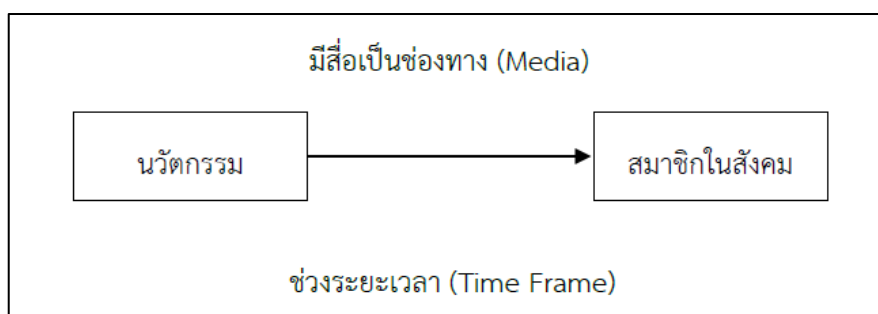 มีสื่อเป็นช่องทาง (Media)
นวัตกรรม
สมาชิกในสังคม
ช่วงระยะเวลา (Time Frame)